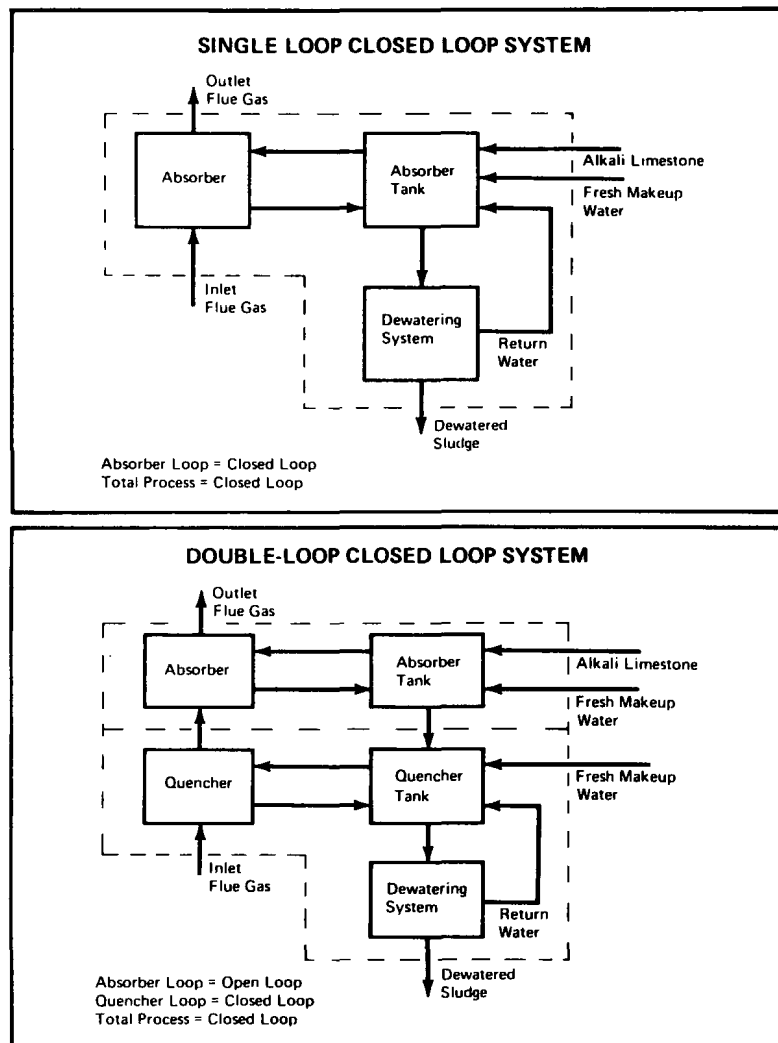 SINGLE LOOP CLOSED LOOP SYSTEM
Outlet
Flue Gas
Absorber
Absorber
Tank
Alkali Limestone
Fresh Makeup
Water
Inlet
Flue Gas
Dewatering
System
Return
Water
Dewatered
Sludge
Absorber Loop = Closed Loop
Total Process = Closed Loop
DOUBLE-LOOP CLOSED LOOP SYSTEM
Outlet
Flue Gas
Absorber
Absorber
Tank
Alkali Limestone
Fresh Makeup
Water
Quencher
Quencher
Tank
Fresh Makeup
Water
Inlet
Flue Gas
Dewatering
System
Return
Water
Dewatered
Sludge
Absorber Loop = Open Loop
Quencher Loop = Closed Loop
Total Process = Closed Loop